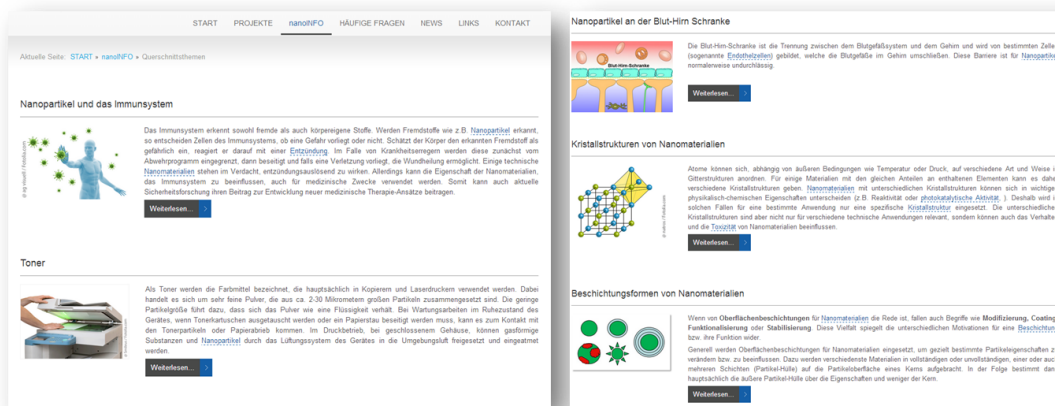 START PROJEKTE nanoINFO HÄUFIGE FRAGEN NEWS LINKS KONTAKT
Aktuelle Seite: START » nanoINFO » Querschnittsthemen
Nanopartikel und das Immunsystem
Das Immunsystem erkennt sowohl fremde als auch körpereigene Stoffe. Werden Fremdstoffe wie z.B. Nanopartikel erkannt,
so entscheiden Zellen des Immunsystems, ob eine Gefahr vorliegt oder nicht. Schätzt der Körper den erkannten Fremdstoff als
gefährlich ein, reagiert er darauf mit einer Entzündung. Im Falle von Krankheitserregern werden diese zunächst vom
Abwehrprogramm eingegrenzt, dann beseitigt und falls eine Verletzung vorliegt, die Wundheilung ermöglicht. Einige technische
Nanomaterialien stehen im Verdacht, entzündungsauslösend zu wirken. Allerdings kann die Eigenschaft der Nanomaterialien,
das Immunsystem zu beeinflussen, auch für medizinische Zwecke verwendet werden. Somit kann auch aktuelle
Sicherheitsforschung ihren Beitrag zur Entwicklung neuer medizinische Therapie-Ansätze betragen.
Weiterlesen... >
Toner
Als Toner werden die Farbmittel bezeichnet, die hauptsächlich in Kopierern und Laserdruckern verwendet werden. Dabei
handelt es sich um sehr feine Pulver, die aus ca. 2-30 Mikrometern großen Partikeln zusammengesetzt sind. Die geringe
Partikelgröße führt dazu, dass sich das Pulver wie eine Flüssigkeit verhält. Bei Wartungsarbeiten im Ruhezustand des
Gerätes, wenn Tonerkartuschen ausgetauscht werden oder ein Papierstau beseitigt werden muss, kann es zum Kontakt mit
den Tonerpartikeln oder Papierabrieb kommen. Im Druckbetrieb, bei geschlossenem Gehäuse, können gasförmige
Substanzen und Nanopartikel durch das Lüftungssystem des Gerätes in die Umgebungsluft freigesetzt und eingeatmet
werden.
Weiterlesen... >
Nanopartikel an der Blut-Hirn Schranke
Blut-Hirn-Schranke
Die Blut-Hirn-Schranke ist die Trennung zwischen dem Blutgefäßsystem und dem Gehirn und wird von bestimmten Zelle
(sogenannte Endothelzellen) gebildet, welche die Blutgefäße im Gehirn umschließen. Diese Barriere ist für Nanopartike
normalerweise undurchlässig.
Weiterlesen... >
Kristallstrukturen von Nanomaterialien
Atome können sich, abhängig von äußeren Bedingungen wie Temperatur oder Druck, auf verschiedene Art und Weise i
Gitterstrukturen anordnen. Für einige Materialien mit den gleichen Anteilen an enthaltenen Elementen kann es dahe
verschiedene Kristallstrukturen geben. Nanomaterialien mit unterschiedlichen Kristallstrukturen können sich in wichtige
physikalisch-chemischen Eigenschaften unterscheiden (z.B. Reaktivität oder photokatalytische Aktivität, ). Deshalb wird i
solchen Fällen für eine bestimmte Anwendung nur eine spezifische Kristallstruktur eingesetzt. Die unterschiedliche
Kristallstrukturen sind aber nicht nur für verschiedene technische Anwendungen relevant, sondern können auch das Verhalte
und die Toxizität von Nanomaterialien beeinflussen.
Weiterlesen... >
Beschichtungsformen von Nanomaterialien
Wenn von Oberflächenbeschichtungen für Nanomaterialien die Rede ist, fallen auch Begriffe wie Modifizierung, Coating
Funktionalisierung oder Stabilisierung. Diese Vielfalt spiegelt die unterschiedlichen Motivationen für eine Beschichtun
bzw. ihre Funktion wider.
Generell werden Oberflächenbeschichtungen für Nanomaterialien eingesetzt, um gezielt bestimmte Partikeleigenschaften z
verändern bzw. zu beeinflussen. Dazu werden verschiedenste Materialien in vollständigen oder unvollständigen, einer oder auc
mehreren Schichten (Partikel-Hülle) auf die Partikeloberfläche eines Kerns aufgebracht. In der Folge bestimmt dan
hauptsächlich die äußere Partikel-Hülle über die Eigenschaften und weniger der Kern.
Weiterlesen... >